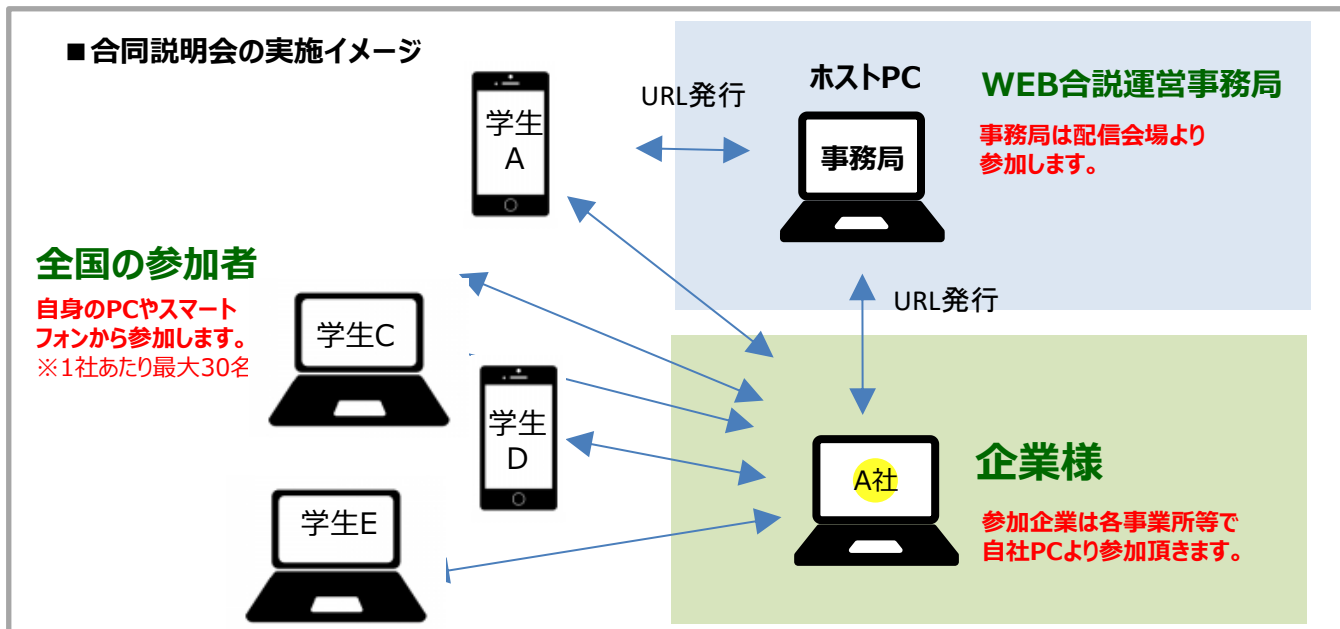 ■合同説明会の実施イメージ
学生
A
URL発行
ホストPC
WEB合説運営事務局
事務局
事務局は配信会場より
参加します。
全国の参加者
自身のPCやスマート
フォンから参加します。
※1社あたり最大30名
学生C
URL発行
学生
D
学生E
A社
企業様
参加企業は各事業所等で
自社PCより参加頂きます。